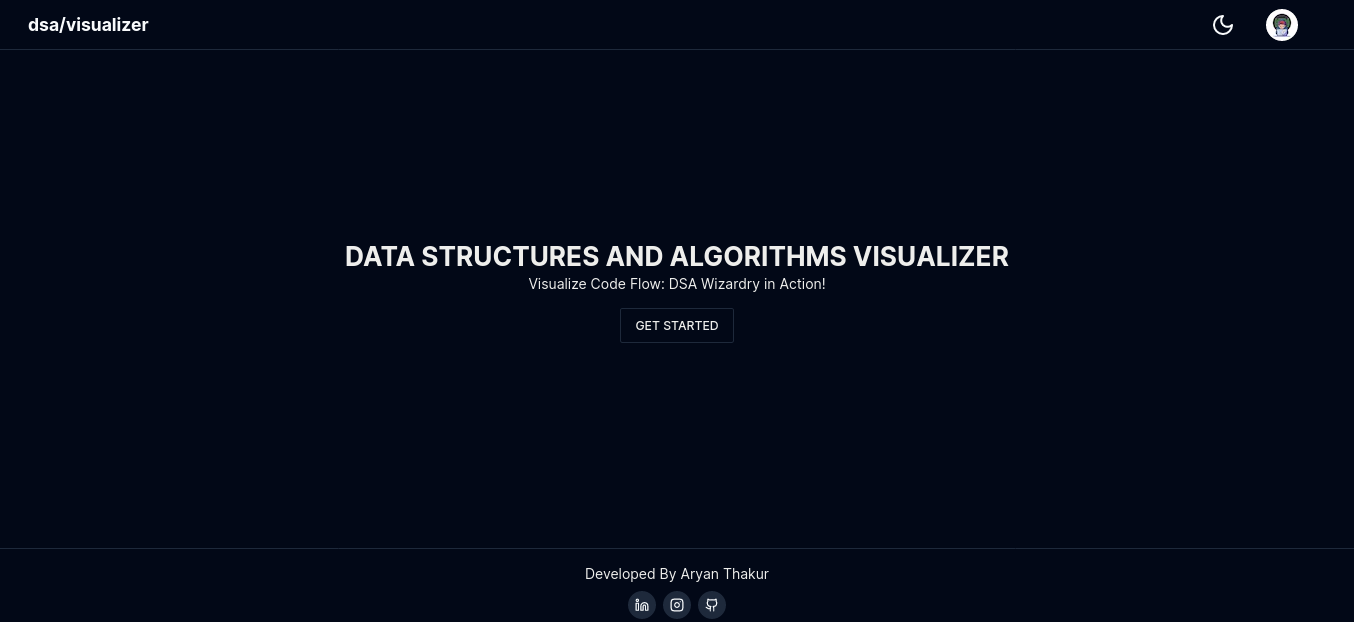 dsa/visualizer
DATA STRUCTURES AND ALGORITHMS VISUALIZER
Visualize Code Flow: DSA Wizardry in Action!
GET STARTED
Developed By Aryan Thakur